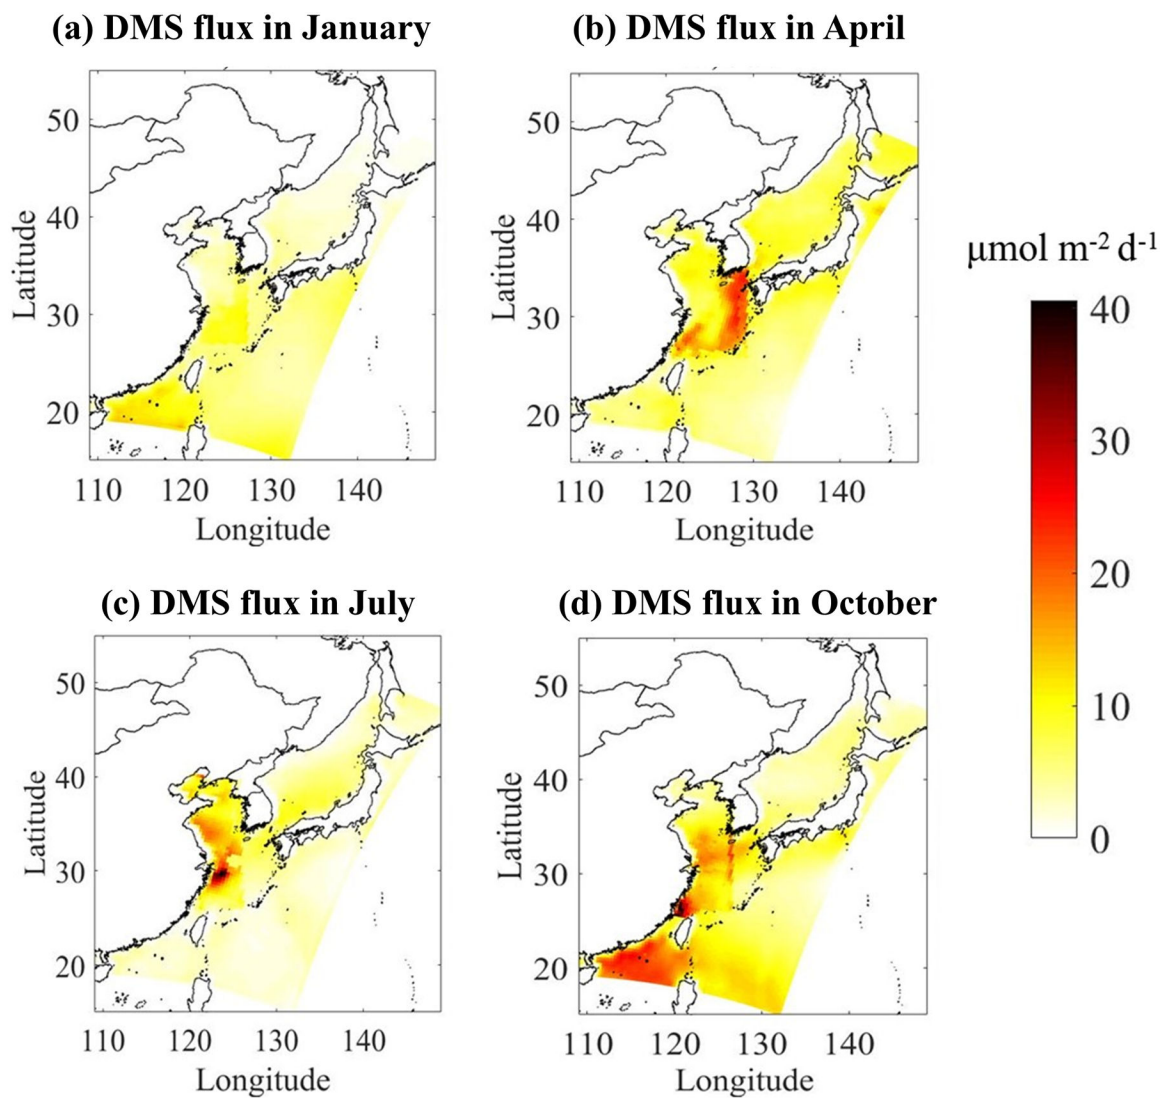 (a) DMS flux in January
(b) DMS flux in April
50
40
30
20
Latitude
110 120 130 140
Longitude
50
40
30
20
Latitude
110 120 130 140
Longitude
µmol m-2 d-1
40
30
20
10
0
(c) DMS flux in July
(d) DMS flux in October
50
40
30
20
Latitude
110 120 130 140
Longitude
50
40
30
20
Latitude
110 120 130 140
Longitude